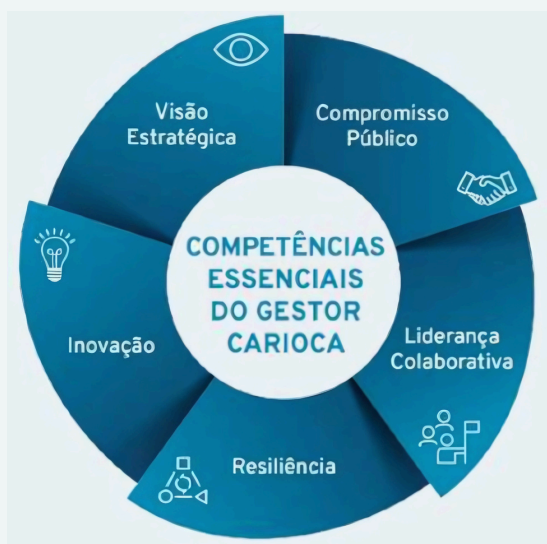 COMPETÊNCIAS
ESSENCIAIS
DO GESTOR
CARIOCA
Visão
Estratégica
Compromisso
Público
Liderança
Colaborativa
Resiliência
Inovação